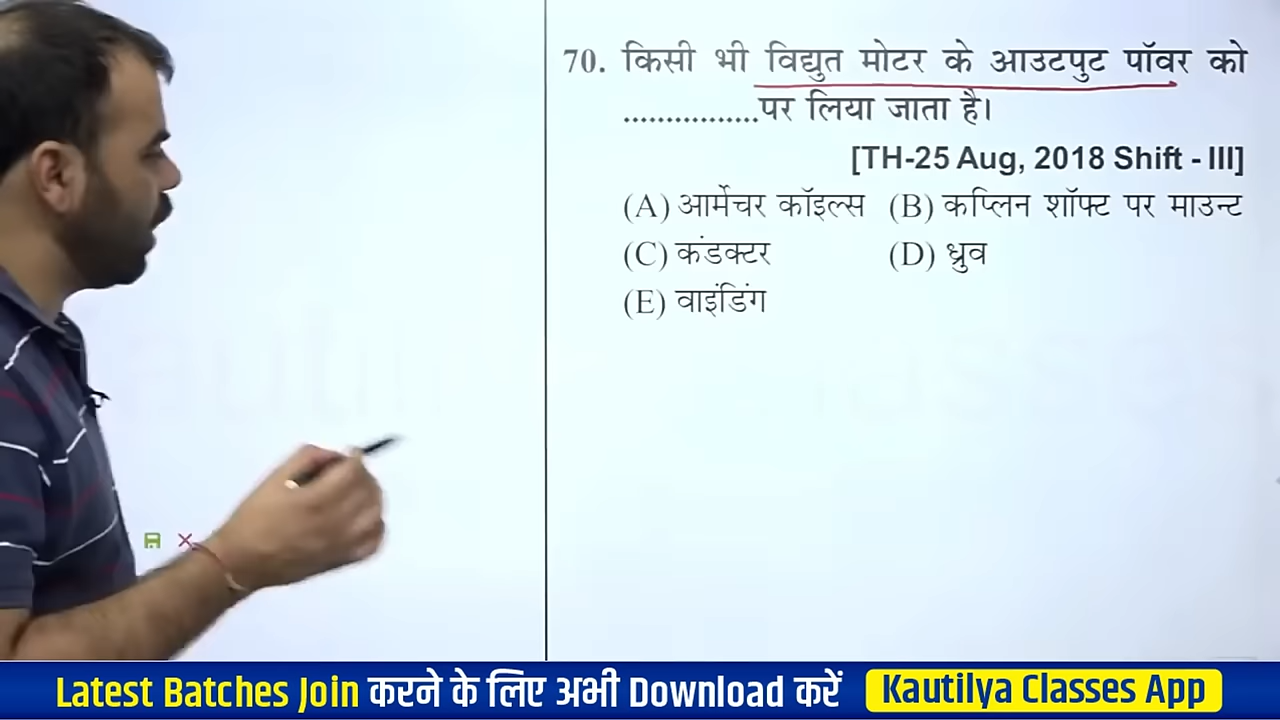 70. किसी भी विद्युत मोटर के आउटपुट पॉवर को
................पर लिया जाता है।
[TH-25 Aug, 2018 Shift - III]
(A) आर्मेचर कॉइल्स (B) कप्लिन शॉफ्ट पर माउन्ट
(C) कंडक्टर (D) ध्रुव
(E) वाइंडिंग
Latest Batches Join करने के लिए अभी Download करें Kautilya Classes App